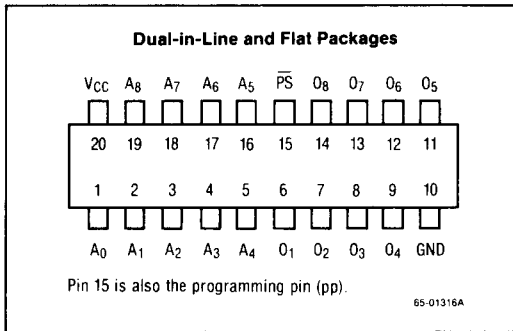 Dual-in-Line and Flat Packages
VCC A8 A7 A6 A5 P̅S̅ O8 O7 O6 O5
20 19 18 17 16 15 14 13 12 11
1 2 3 4 5 6 7 8 9 10
A0 A1 A2 A3 A4 O1 O2 O3 O4 GND
Pin 15 is also the programming pin (pp).
65-01316A